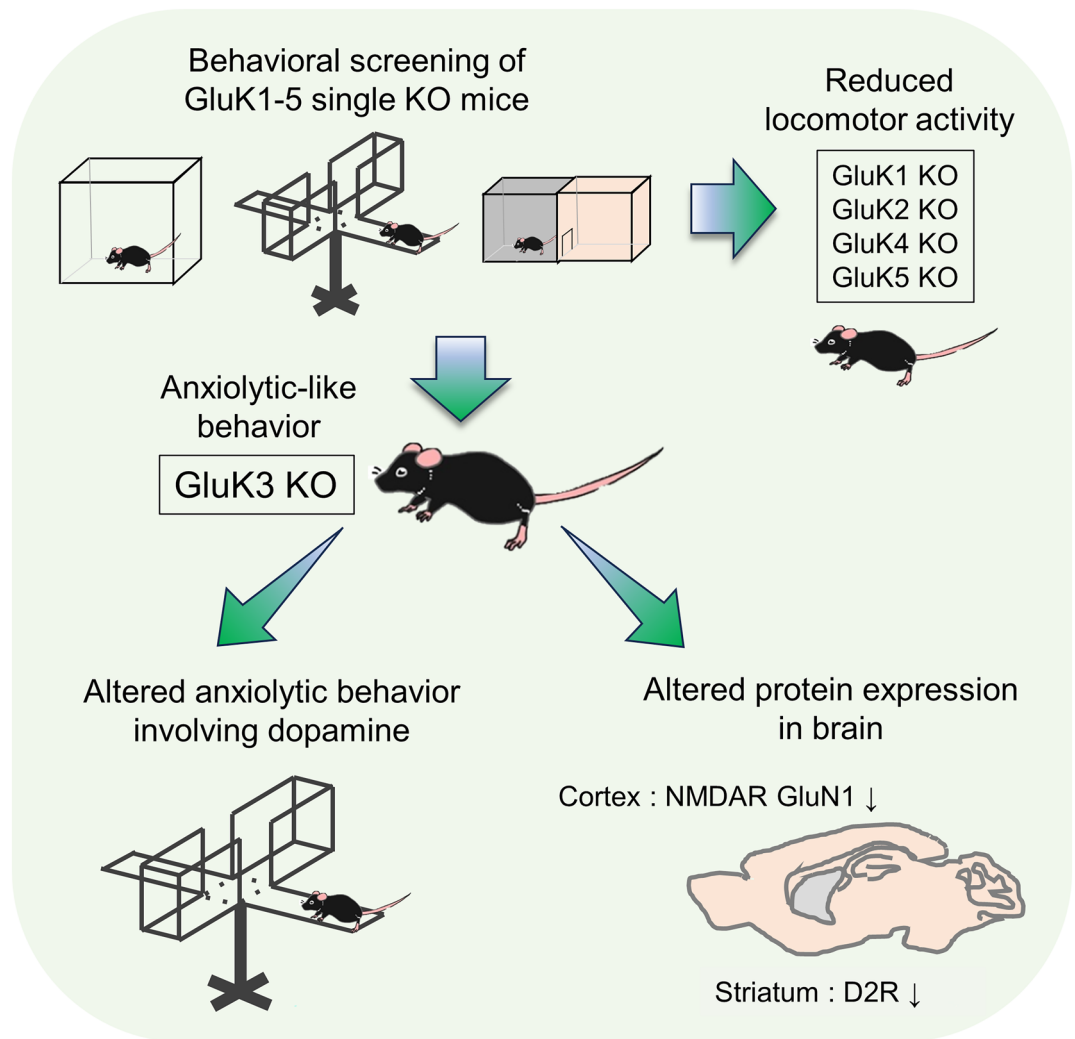 Behavioral screening of
GluK1-5 single KO mice
Reduced
locomotor activity
GluK1 KO
GluK2 KO
GluK4 KO
GluK5 KO
Anxiolytic-like
behavior
GluK3 KO
Altered anxiolytic behavior
involving dopamine
Altered protein expression
in brain
Cortex : NMDAR GluN1 ↓
Striatum : D2R ↓